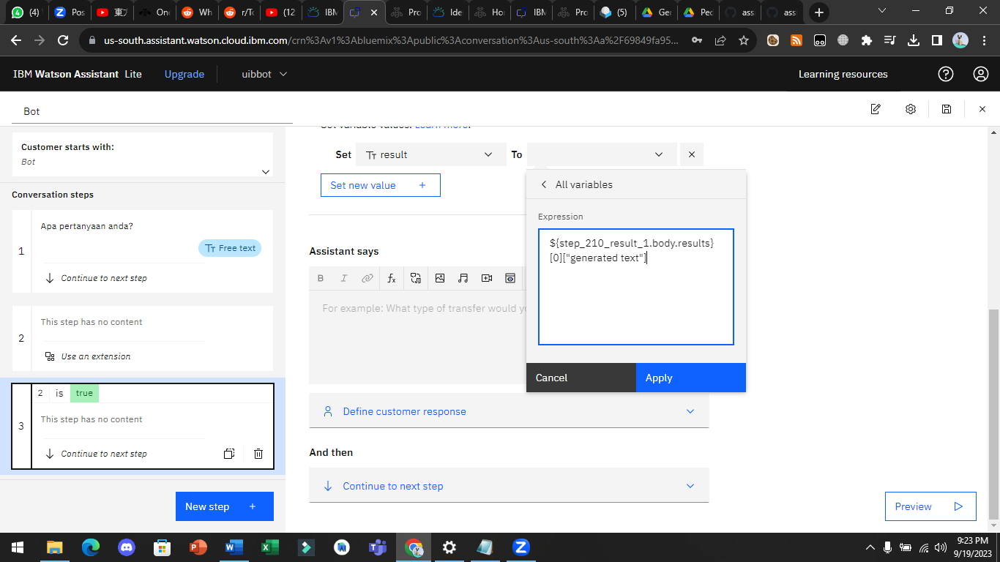 (4)
Pos
(12
IBM
Pro
Ide
Hor
IBM
Pro
(5)
Ger
Ped
ass
ass
us-south.assistant.watson.cloud.ibm.com/crn%3Av1%3Abluemix%3Apublic%3Aconversation%3Aus-south%3Aa%2F69849fa95...
IBM Watson Assistant Lite
Upgrade
uibbot
Learning resources
Bot
Set variable values. Learn more.
Customer starts with:
Bot
Set
Tт result
To
Set new value +
Conversation steps
All variables
Expression
1
Apa pertanyaan anda?
Tт Free text
Continue to next step
${step_210_result_1.body.results}
[0]["generated text"]
Assistant says
B I
fx
For example: What type of transfer would yo
2
This step has no content
Use an extension
Cancel
Apply
3
2 is true
This step has no content
Continue to next step
Define customer response
And then
Continue to next step
New step +
Preview
9:23 PM
9/19/2023